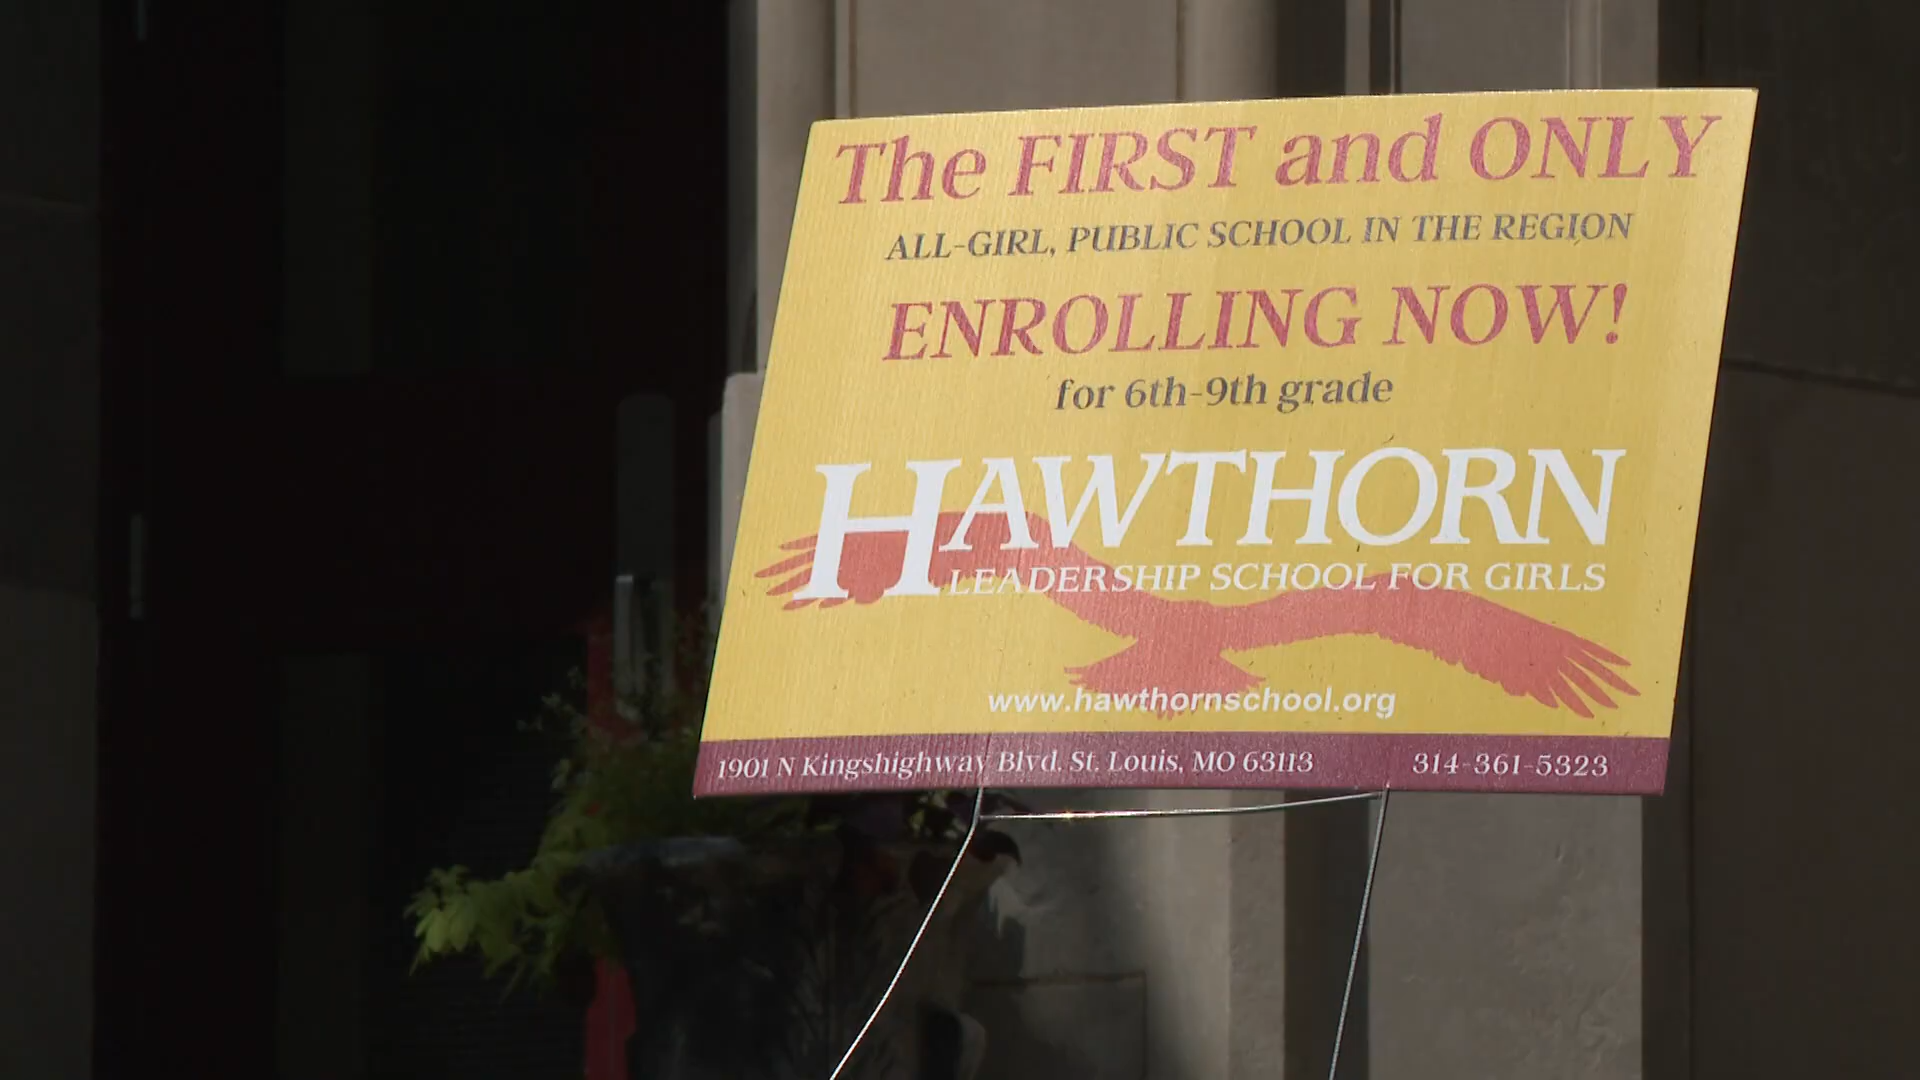 The FIRST and ONLY
ALL-GIRL, PUBLIC SCHOOL IN THE REGION
ENROLLING NOW!
for 6th-9th grade
HAWTHORN
LEADERSHIP SCHOOL FOR GIRLS
www.hawthornschool.org
1901 N Kingshighway Blvd. St. Louis, MO 63113 314-361-5323